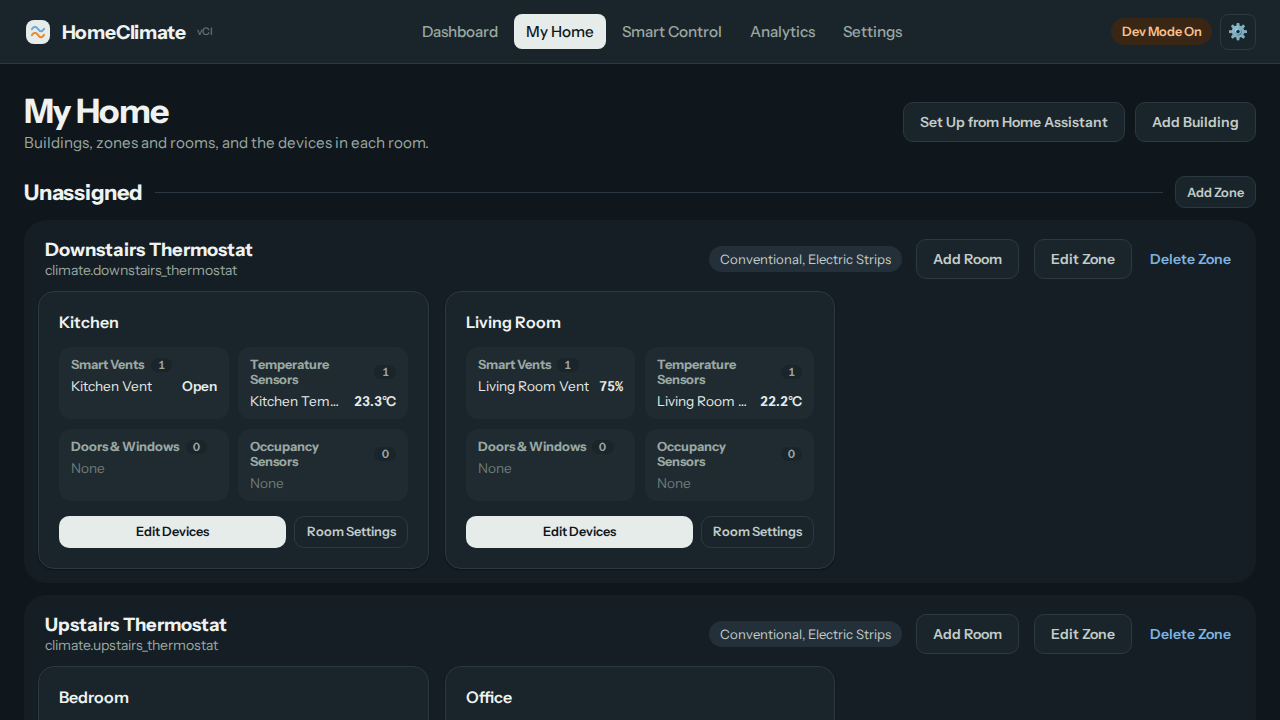 HomeClimate vCI
Dashboard
My Home
Smart Control
Analytics
Settings
Dev Mode On
My Home
Buildings, zones and rooms, and the devices in each room.
Set Up from Home Assistant
Add Building
Unassigned
Add Zone
Downstairs Thermostat
climate.downstairs_thermostat
Conventional, Electric Strips
Add Room
Edit Zone
Delete Zone
Kitchen
Smart Vents 1
Kitchen Vent Open
Temperature
Sensors 1
Kitchen Tem... 23.3°C
Doors & Windows 0
None
Occupancy
Sensors 0
None
Edit Devices
Room Settings
Living Room
Smart Vents 1
Living Room Vent 75%
Temperature
Sensors 1
Living Room ... 22.2°C
Doors & Windows 0
None
Occupancy
Sensors 0
None
Edit Devices
Room Settings
Upstairs Thermostat
climate.upstairs_thermostat
Conventional, Electric Strips
Add Room
Edit Zone
Delete Zone
Bedroom
Office